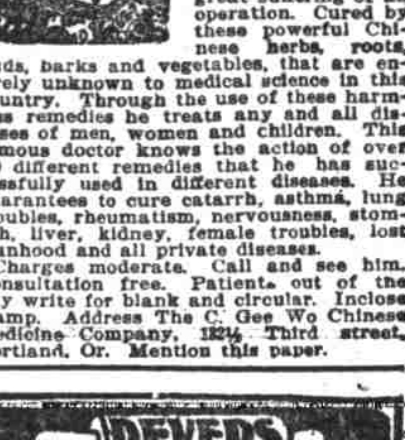 operation. Cured by
these powerful Chi-
nese herbs, roots,
ds, barks and vegetables, that are en-
ely unknown to medical science in this
untry. Through the use of these harm-
s remedies he treats any and all dis-
ses of men, women and children. This
mous doctor knows the action of over
different remedies that he has suc-
ssfully used in different diseases. He
arantees to cure catarrh, asthma, lung
oubles, rheumatism, nervousness, stom-
h, liver, kidney, female troubles, lost
anhood and all private diseases.
Charges moderate. Call and see him.
onsultation free. Patients out of the
y write for blank and circular. Inclose
amp. Address The C. Gee Wo Chinese
edicine Company, Third street,
ortland, Or. Mention this paper.